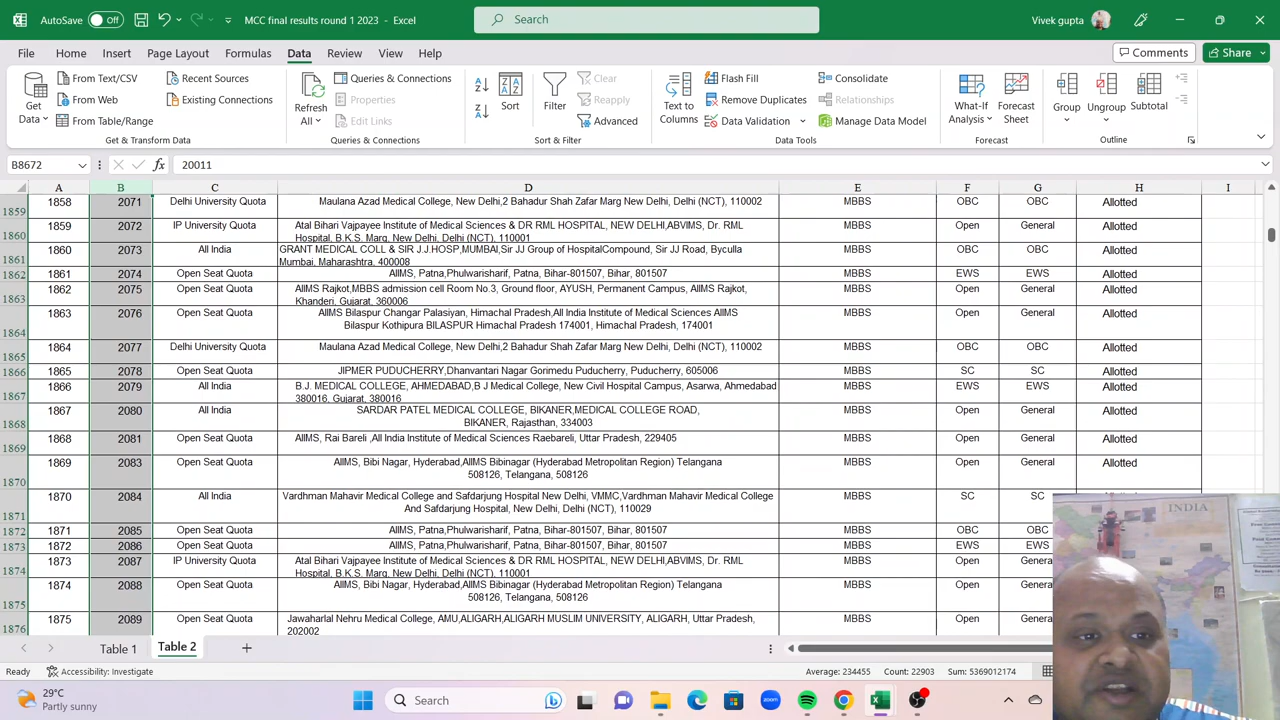 AutoSave Off MCC final results round 1 2023 - Excel Search Vivek gupta
File Home Insert Page Layout Formulas Data Review View Help Comments Share
Get Data From Text/CSV From Web From Table/Range Recent Sources Existing Connections
Get & Transform Data
Refresh All Queries & Connections Properties Edit Links
Queries & Connections
Sort Filter Clear Reapply Advanced
Sort & Filter
Text to Columns Flash Fill Remove Duplicates Data Validation Consolidate Relationships Manage Data Model
Data Tools
What-If Analysis Forecast Sheet
Forecast
Group Ungroup Subtotal
Outline
B8672 fx 20011
A B C D E F G H I
1859 1858 2071 Delhi University Quota Maulana Azad Medical College, New Delhi,2 Bahadur Shah Zafar Marg New Delhi, Delhi (NCT), 110002 MBBS OBC OBC Allotted
1860 1859 2072 IP University Quota Atal Bihari Vajpayee Institute of Medical Sciences & DR RML HOSPITAL, NEW DELHI,ABVIMS, Dr. RML MBBS Open General Allotted
Hospital, B.K.S. Marg, New Delhi, Delhi (NCT), 110001
1861 1860 2073 All India GRANT MEDICAL COLL & SIR J.J.HOSP,MUMBAI,Sir JJ Group of HospitalCompound, Sir JJ Road, Byculla MBBS OBC OBC Allotted
Mumbai, Maharashtra, 400008
1862 1861 2074 Open Seat Quota AIIMS, Patna,Phulwarisharif, Patna, Bihar-801507, Bihar, 801507 MBBS EWS EWS Allotted
1863 1862 2075 Open Seat Quota AIIMS Rajkot,MBBS admission cell Room No.3, Ground floor, AYUSH, Permanent Campus, AIIMS Rajkot, MBBS Open General Allotted
Khanderi, Gujarat, 360006
1864 1863 2076 Open Seat Quota AIIMS Bilaspur Changar Palasiyan, Himachal Pradesh,All India Institute of Medical Sciences AIIMS MBBS Open General Allotted
Bilaspur Kothipura BILASPUR Himachal Pradesh 174001, Himachal Pradesh, 174001
1865 1864 2077 Delhi University Quota Maulana Azad Medical College, New Delhi,2 Bahadur Shah Zafar Marg New Delhi, Delhi (NCT), 110002 MBBS OBC OBC Allotted
1866 1865 2078 Open Seat Quota JIPMER PUDUCHERRY,Dhanvantari Nagar Gorimedu Puducherry, Puducherry, 605006 MBBS SC SC Allotted
1867 1866 2079 All India B.J. MEDICAL COLLEGE, AHMEDABAD,B J Medical College, New Civil Hospital Campus, Asarwa, Ahmedabad MBBS EWS EWS Allotted
380016, Gujarat, 380016
1868 1867 2080 All India SARDAR PATEL MEDICAL COLLEGE, BIKANER,MEDICAL COLLEGE ROAD, MBBS Open General Allotted
BIKANER, Rajasthan, 334003
1869 1868 2081 Open Seat Quota AIIMS, Rai Bareli ,All India Institute of Medical Sciences Raebareli, Uttar Pradesh, 229405 MBBS Open General Allotted
1870 1869 2083 Open Seat Quota AIIMS, Bibi Nagar, Hyderabad,AIIMS Bibinagar (Hyderabad Metropolitan Region) Telangana MBBS Open General Allotted
508126, Telangana, 508126
1871 1870 2084 All India Vardhman Mahavir Medical College and Safdarjung Hospital New Delhi, VMMC,Vardhman Mahavir Medical College MBBS SC SC
And Safdarjung Hospital, New Delhi, Delhi (NCT), 110029
1872 1871 2085 Open Seat Quota AIIMS, Patna,Phulwarisharif, Patna, Bihar-801507, Bihar, 801507 MBBS OBC OBC
1873 1872 2086 Open Seat Quota AIIMS, Patna,Phulwarisharif, Patna, Bihar-801507, Bihar, 801507 MBBS EWS EWS
1874 1873 2087 IP University Quota Atal Bihari Vajpayee Institute of Medical Sciences & DR RML HOSPITAL, NEW DELHI,ABVIMS, Dr. RML MBBS Open General
Hospital, B.K.S. Marg, New Delhi, Delhi (NCT), 110001
1875 1874 2088 Open Seat Quota AIIMS, Bibi Nagar, Hyderabad,AIIMS Bibinagar (Hyderabad Metropolitan Region) Telangana MBBS Open General
508126, Telangana, 508126
1876 1875 2089 Open Seat Quota Jawaharlal Nehru Medical College, AMU,ALIGARH,ALIGARH MUSLIM UNIVERSITY, ALIGARH, Uttar Pradesh, MBBS Open General
202002
INDIA
Table 1 Table 2
Ready Accessibility: Investigate Average: 234455 Count: 22903 Sum: 5369012174
29°C
Partly sunny
Search
zoom